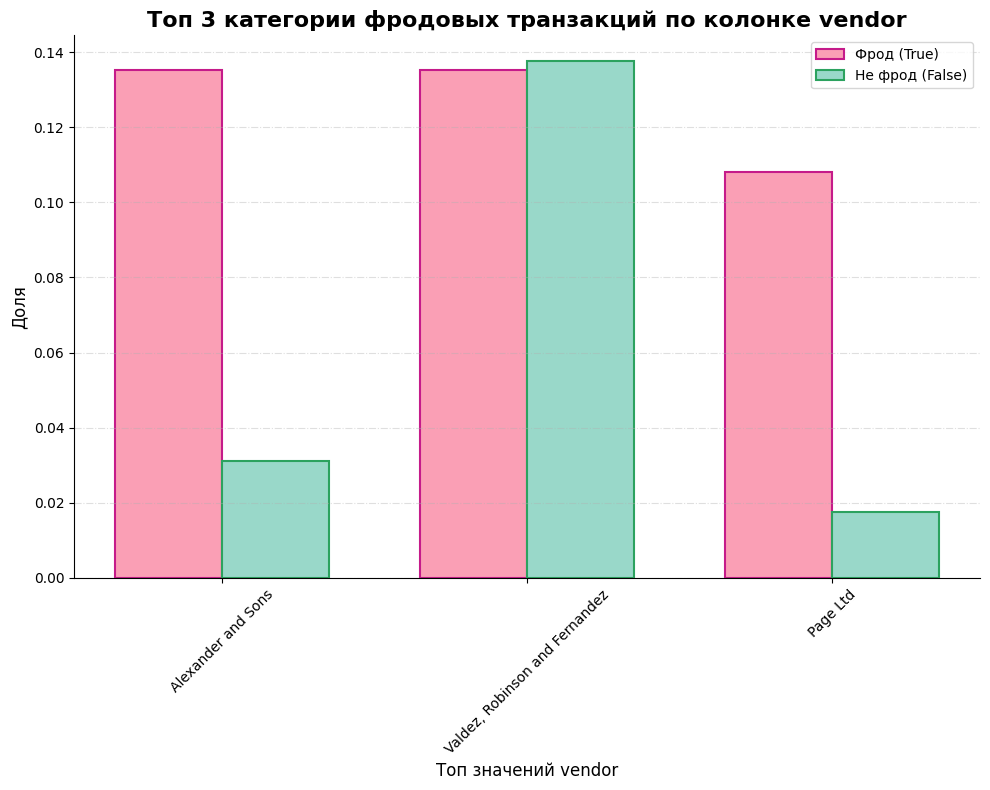 Топ 3 категории фродовых транзакций по колонке vendor
Фрод (True)
Не фрод (False)
Доля
0.14
0.12
0.10
0.08
0.06
0.04
0.02
0.00
Alexander and Sons
Valdez, Robinson and Fernandez
Page Ltd
Топ значений vendor